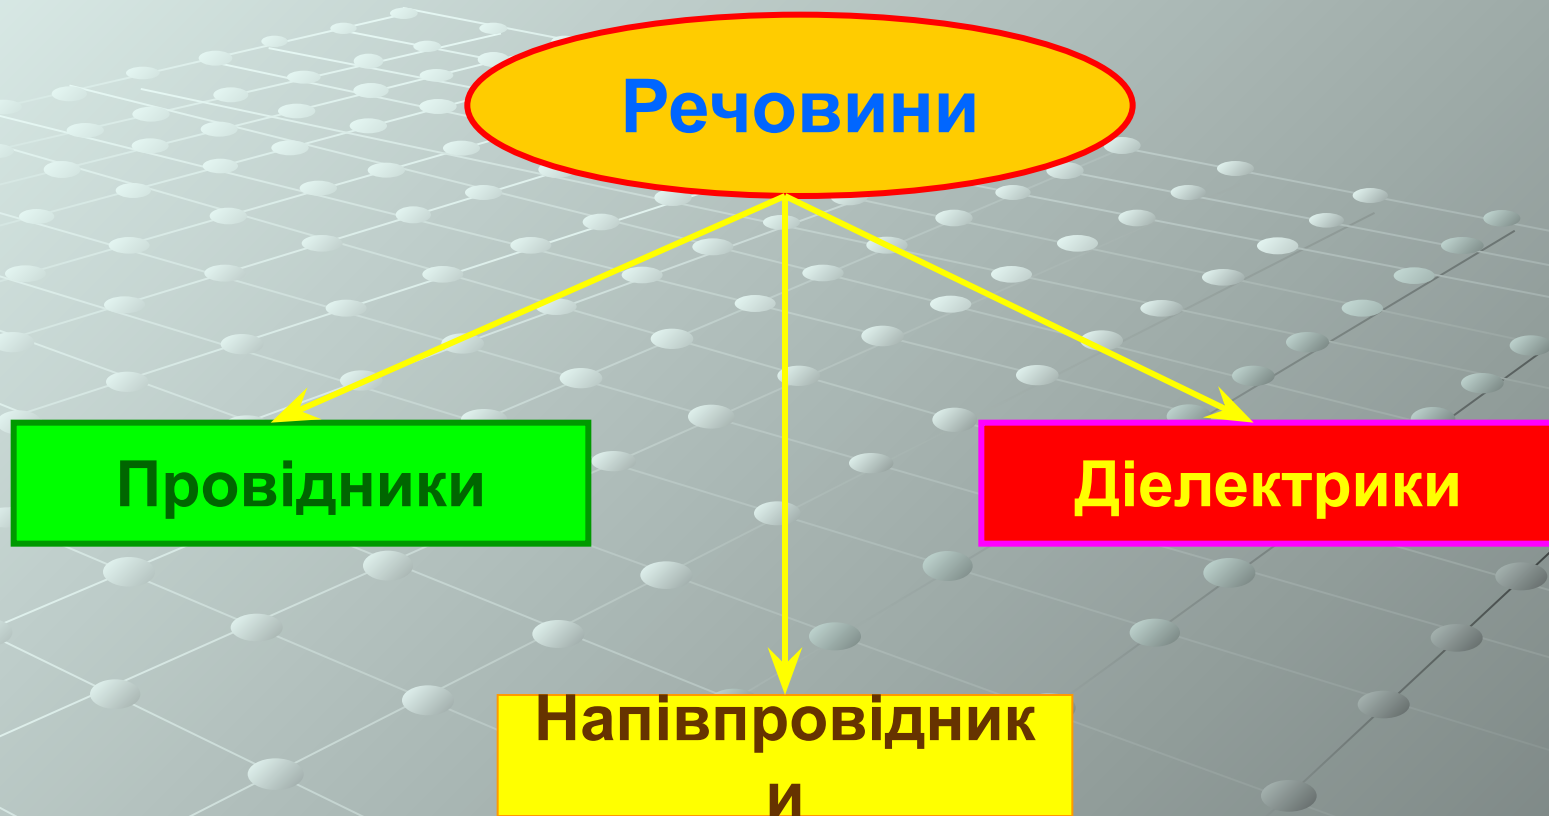 Речовини
Провідники
Діелектрики
Напівпровідник
и